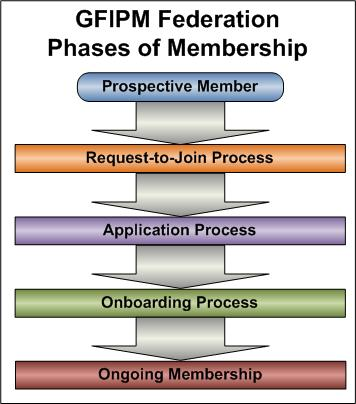 GFIPM Federation
Phases of Membership
Prospective Member
Request-to-Join Process
Application Process
Onboarding Process
Ongoing Membership